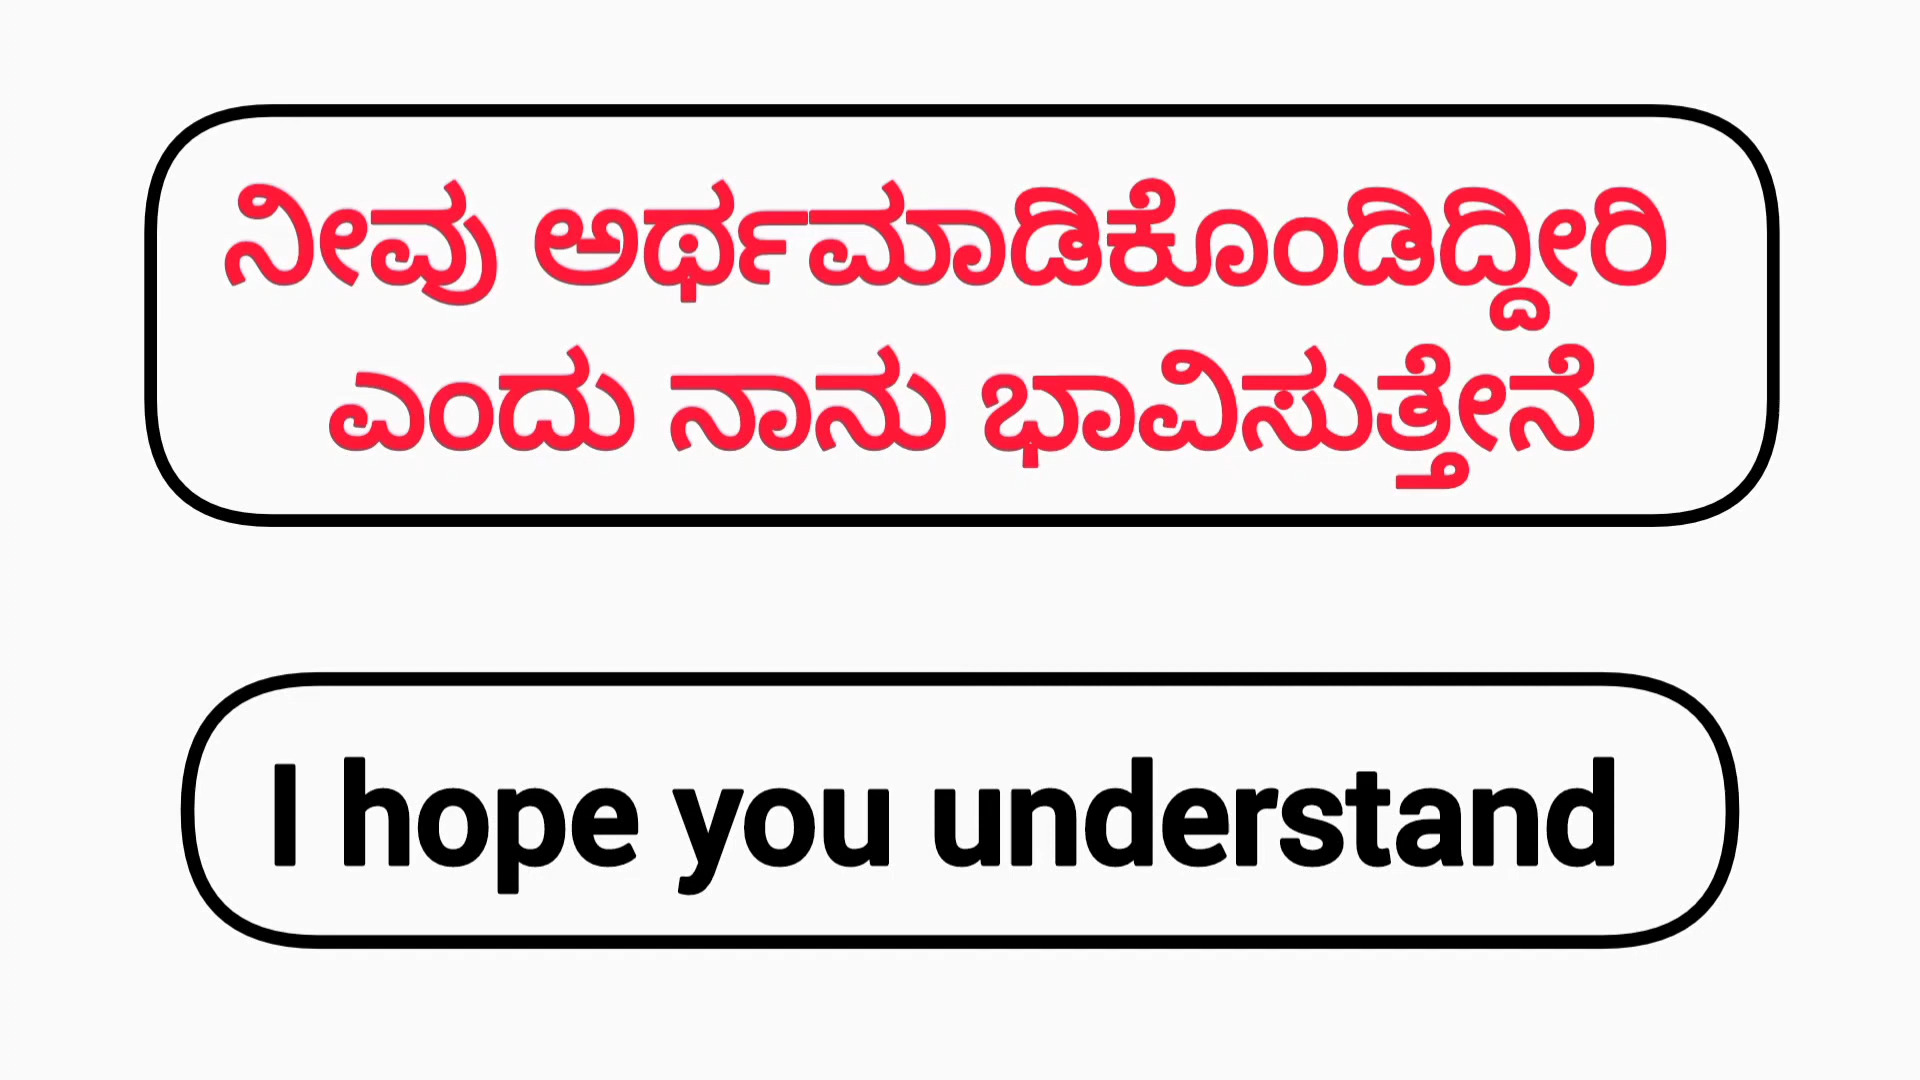 ನೀವು ಅರ್ಥಮಾಡಿಕೊಂಡಿದ್ದೀರಿ
ಎಂದು ನಾನು ಭಾವಿಸುತ್ತೇನೆ
I hope you understand